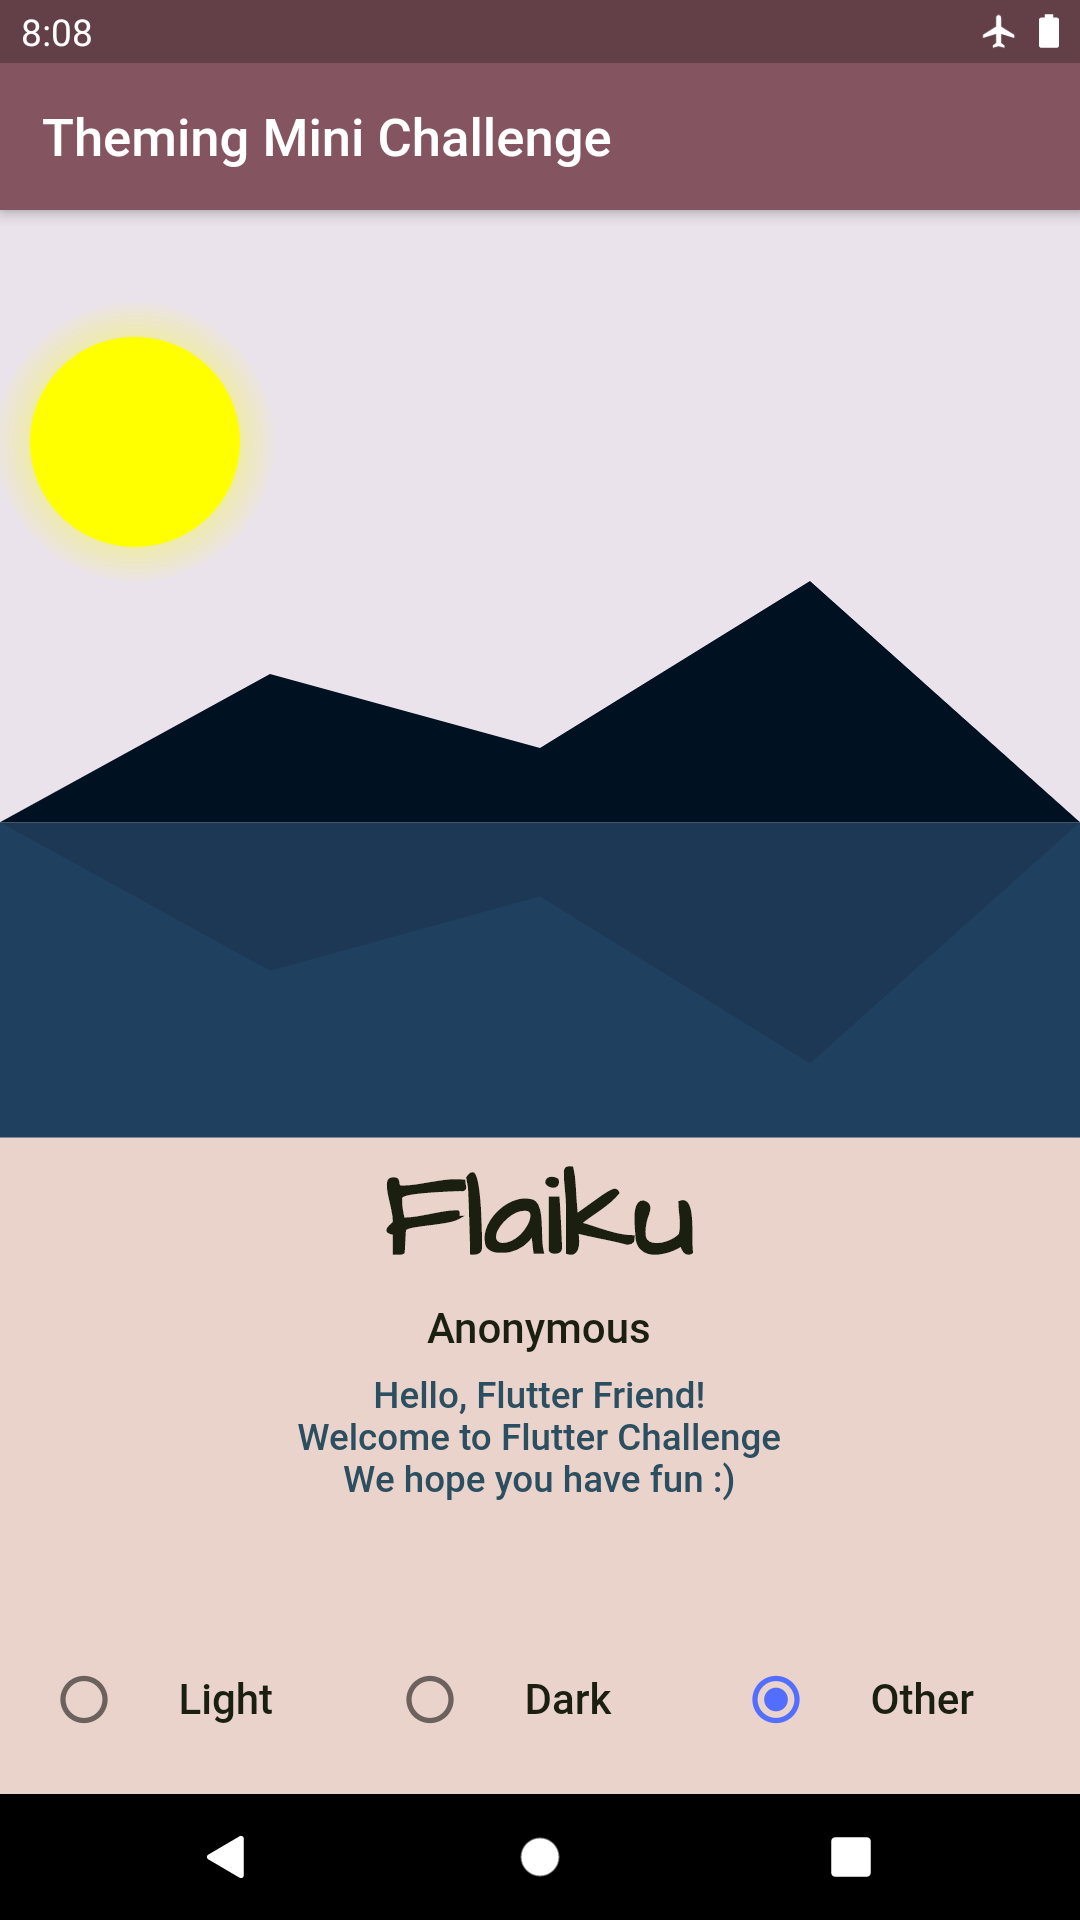 8:08
Theming Mini Challenge
Flaiku
Anonymous
Hello, Flutter Friend!
Welcome to Flutter Challenge
We hope you have fun :)
Light Dark Other